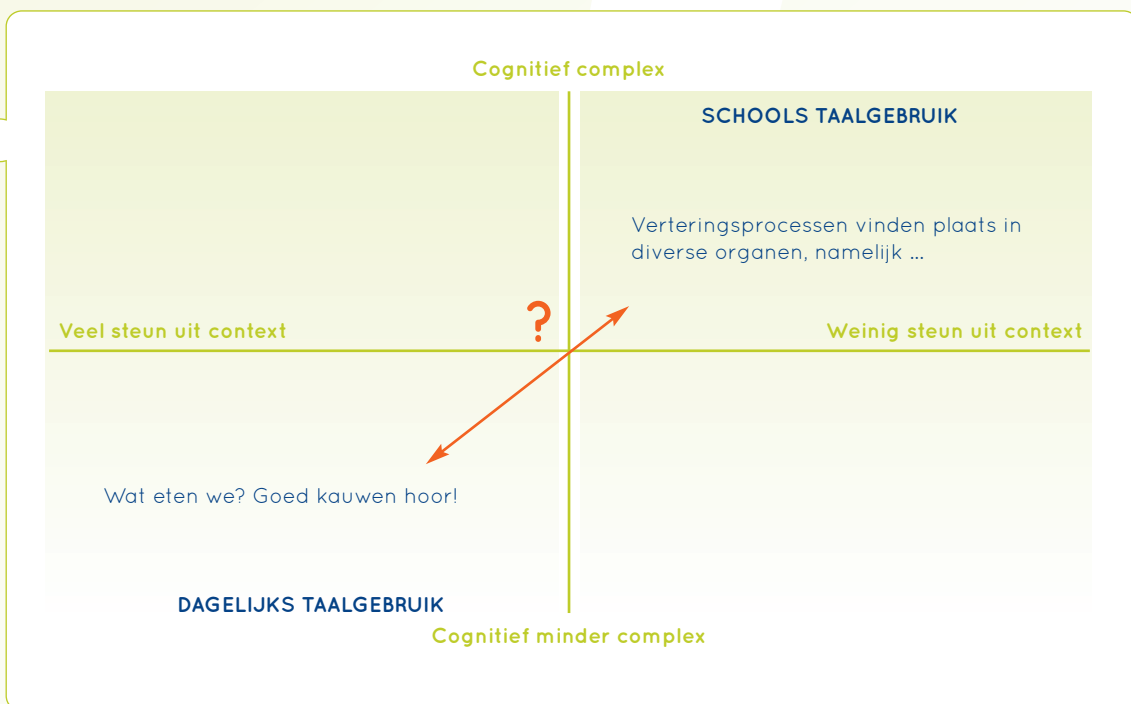 Cognitief complex
SCHOOLS TAALGEBRUIK
Verteringsprocessen vinden plaats in
diverse organen, namelijk ...
?
Veel steun uit context
Weinig steun uit context
Wat eten we? Goed kauwen hoor!
DAGELIJKS TAALGEBRUIK
Cognitief minder complex